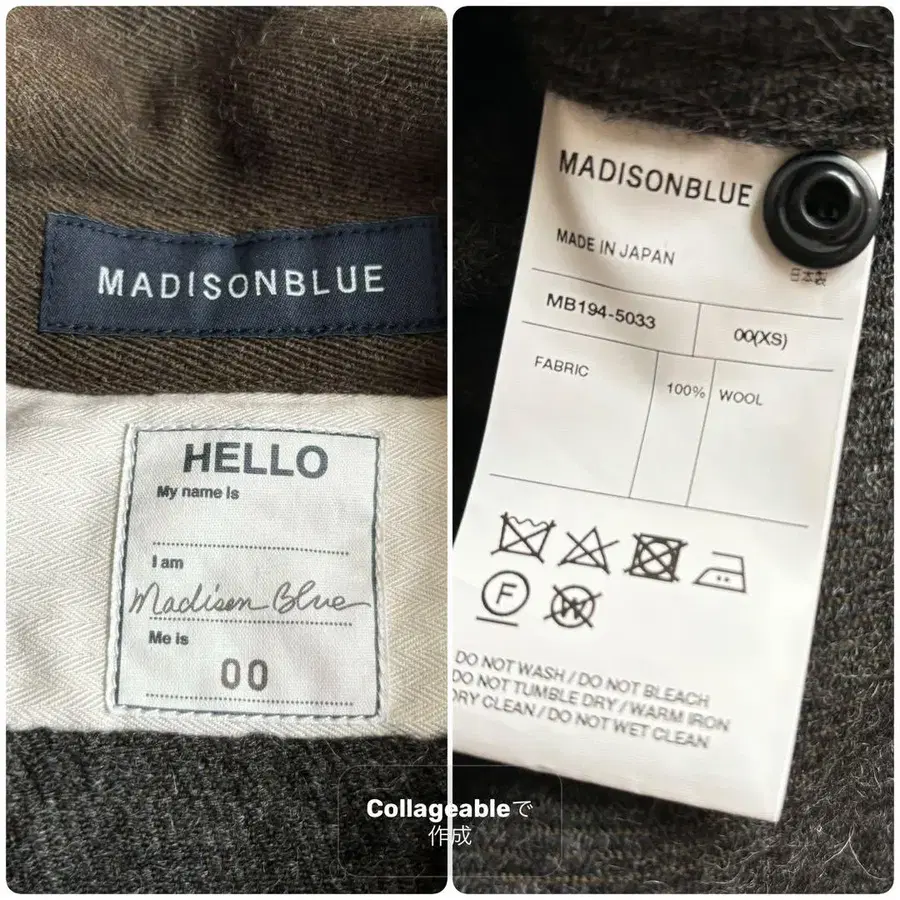 MADISONBLUE
HELLO
My name Is
I am
Madisen Blue
Me is
00
MADISONBLUE
MADE IN JAPAN
日本製
MB194-5033
00(XS)
FABRIC
100%
WOOL
F
W
DO NOT WASH / DO NOT BLEACH
DO NOT TUMBLE DRY / WARM IRON
DRY CLEAN / DO NOT WET CLEAN
Collageableで
作成